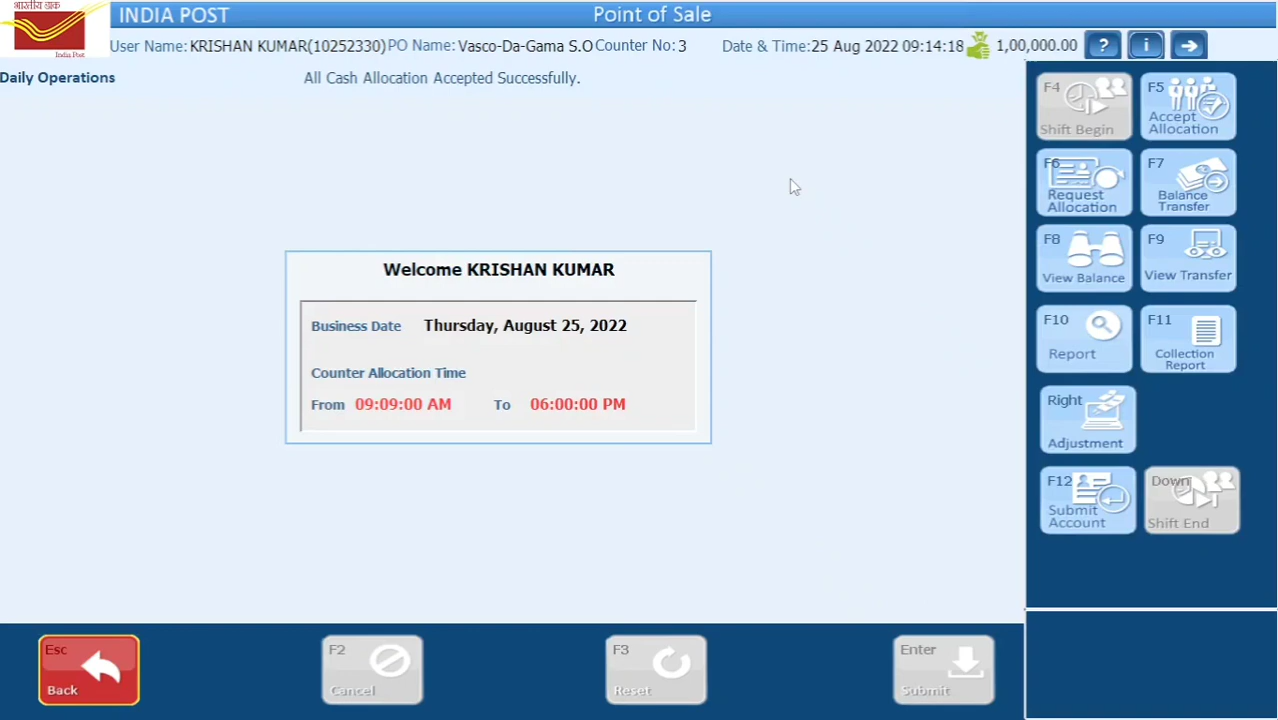 भारतीय डाक
India Post
INDIA POST
Point of Sale
User Name: KRISHAN KUMAR(10252330) PO Name: Vasco-Da-Gama S.O Counter No: 3 Date & Time: 25 Aug 2022 09:14:18 1,00,000.00 ? i
Daily Operations
All Cash Allocation Accepted Successfully.
Welcome KRISHAN KUMAR
Business Date Thursday, August 25, 2022
Counter Allocation Time
From 09:09:00 AM To 06:00:00 PM
F4
Shift Begin
F5
Accept
Allocation
F6
Request
Allocation
F7
Balance
Transfer
F8
View Balance
F9
View Transfer
F10
Report
F11
Collection
Report
Right
Adjustment
F12
Submit
Account
Down
Shift End
Esc
Back
F2
Cancel
F3
Reset
Enter
Submit